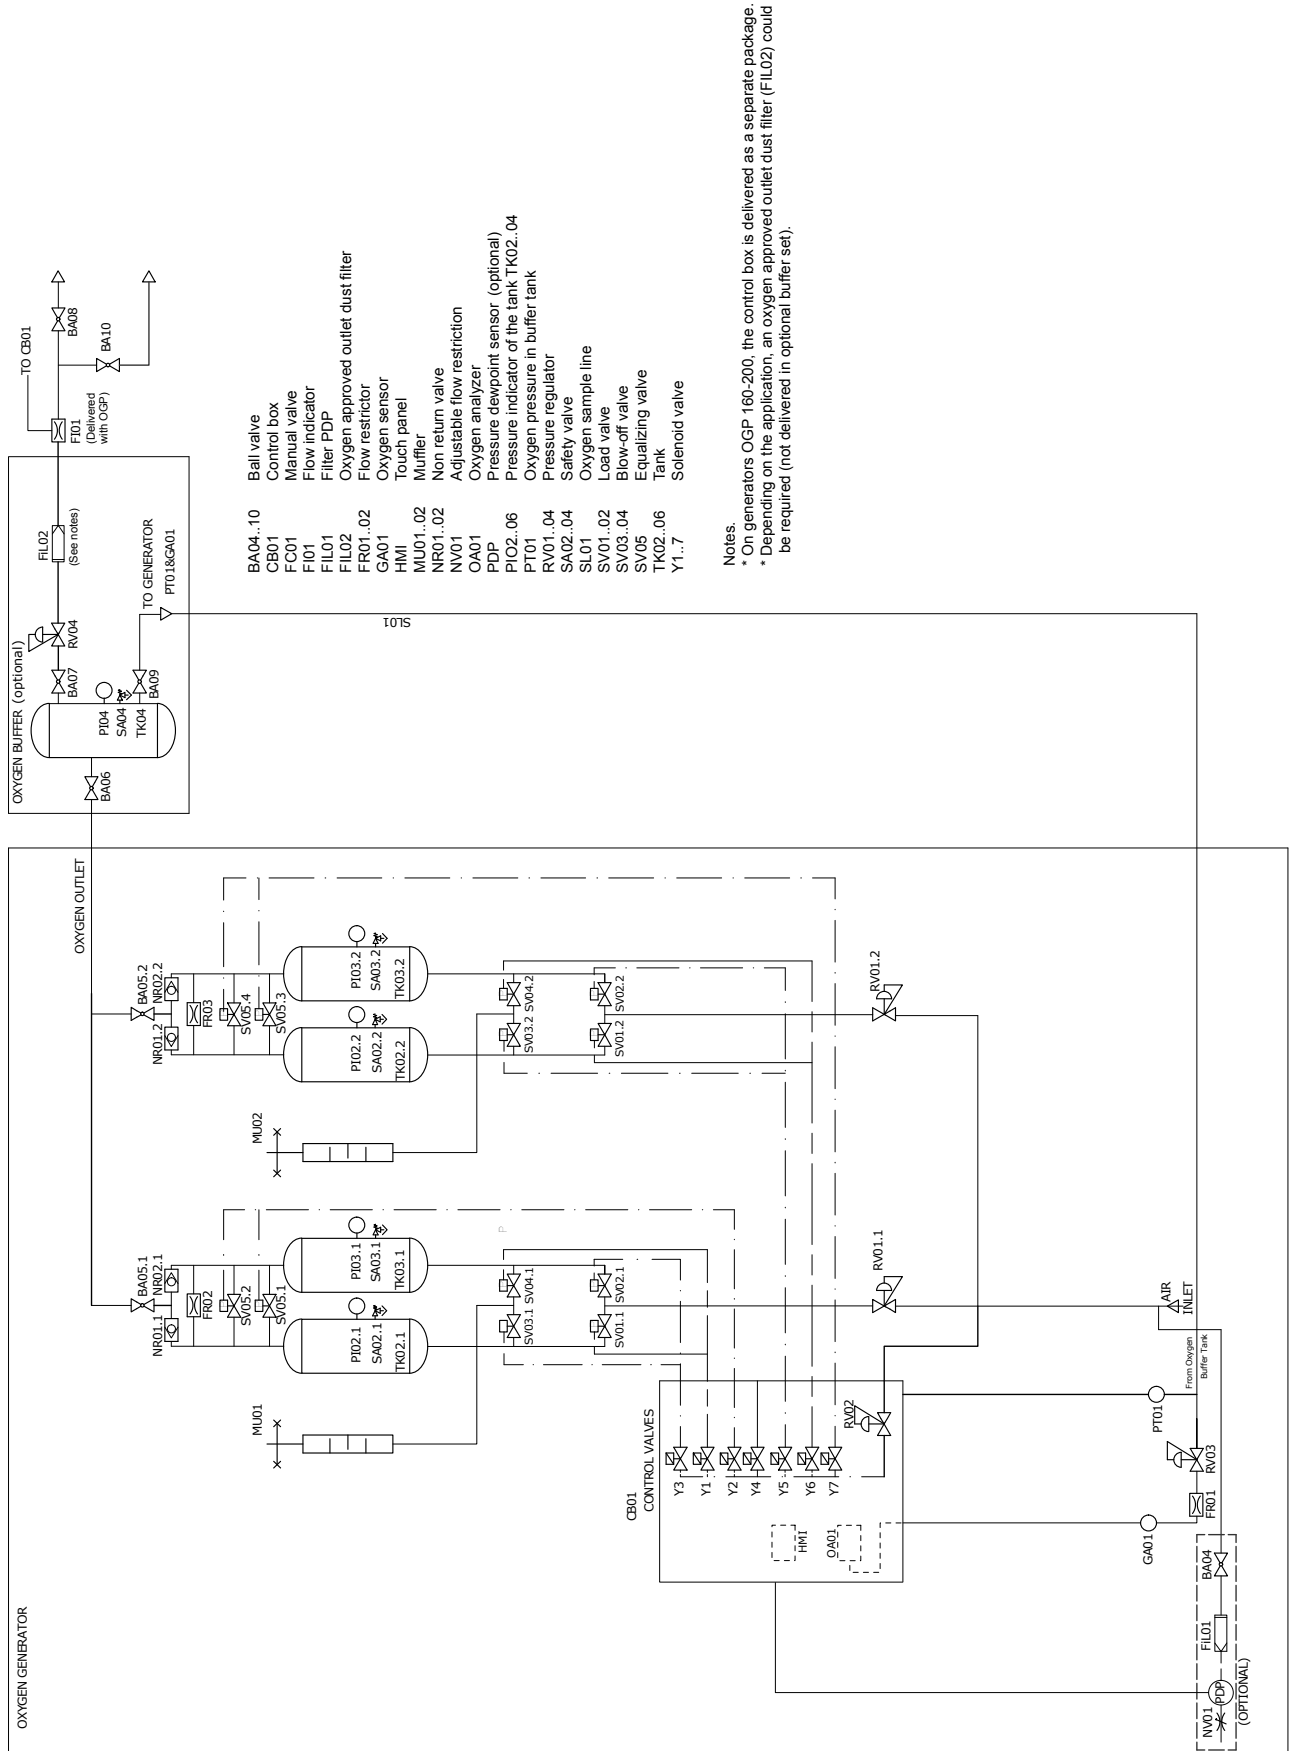 OXYGEN GENERATOR
OXYGEN BUFFER (optional)
OXYGEN OUTLET
BA06
PI04
SA04
TK04
BA07
RV04
FIL02
(See notes)
BA09
TO GENERATOR
PT01&GA01
SL01
TO CB01
FI01
(Delivered
with OGP)
BA08
BA10
BA05.1
NR01.1
NR02.1
FR02
SV05.2
SV05.1
PI02.1
SA02.1
TK02.1
PI03.1
SA03.1
TK03.1
MU01
SV03.1
SV04.1
SV01.1
SV02.1
P
BA05.2
NR01.2
NR02.2
FR03
SV05.4
SV05.3
PI02.2
SA02.2
TK02.2
PI03.2
SA03.2
TK03.2
MU02
SV03.2
SV04.2
SV01.2
SV02.2
CB01
CONTROL VALVES
Y3
Y1
Y2
Y4
Y5
Y6
Y7
HMI
OA01
RV02
RV01.1
RV01.2
AIR
INLET
From Oxygen
Buffer Tank
PT01
RV03
FR01
GA01
BA04
FIL01
PDP
NV01
(OPTIONAL)
BA04..10 Ball valve
CB01 Control box
FC01 Manual valve
FI01 Flow indicator
FIL01 Filter PDP
FIL02 Oxygen approved outlet dust filter
FR01..02 Flow restrictor
GA01 Oxygen sensor
HMI Touch panel
MU01..02 Muffler
NR01..02 Non return valve
NV01 Adjustable flow restriction
OA01 Oxygen analyzer
PDP Pressure dewpoint sensor (optional)
PIO2..06 Pressure indicator of the tank TK02..04
PT01 Oxygen pressure in buffer tank
RV01..04 Pressure regulator
SA02..04 Safety valve
SL01 Oxygen sample line
SV01..02 Load valve
SV03..04 Blow-off valve
SV05 Equalizing valve
TK02..06 Tank
Y1..7 Solenoid valve
Notes.
* On generators OGP 160-200, the control box is delivered as a separate package.
* Depending on the application, an oxygen approved outlet dust filter (FIL02) could
be required (not delivered in optional buffer set).